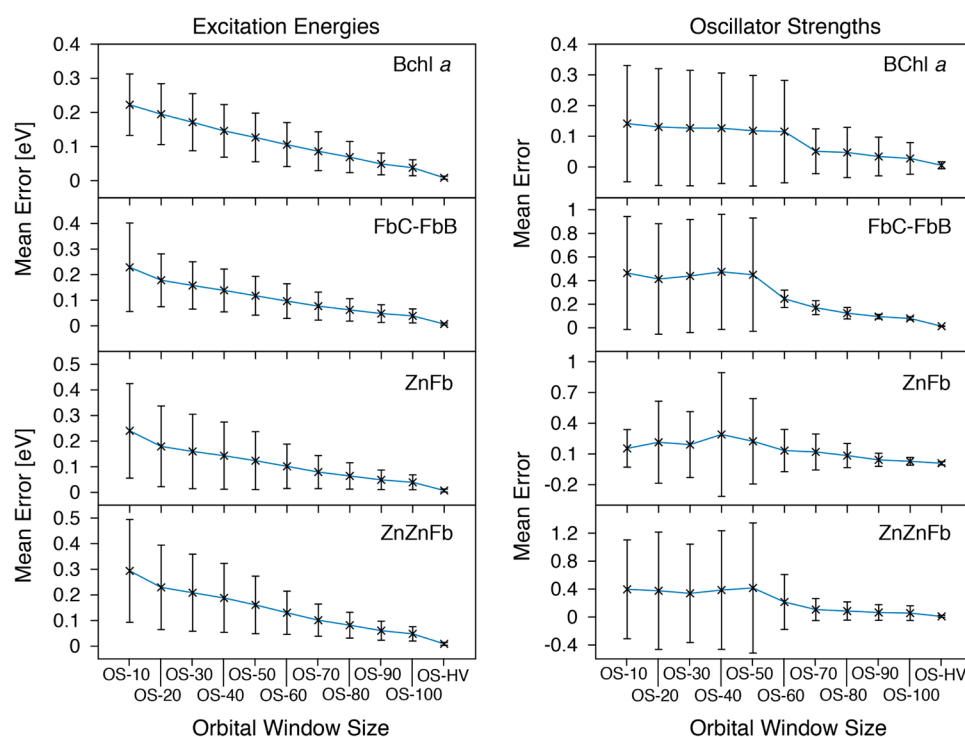 Excitation Energies
Oscillator Strengths
0.4
0.3
0.2
0.1
0
Bchl a
0.4
0.3
0.2
0.1
0
BChl a
0.4
0.3
0.2
0.1
0
FbC-FbB
1
0.8
0.6
0.4
0.2
0
FbC-FbB
0.5
0.4
0.3
0.2
0.1
0
ZnFb
1
0.7
0.4
0.1
-0.2
ZnFb
0.5
0.4
0.3
0.2
0.1
0
ZnZnFb
1.2
0.8
0.4
0
-0.4
ZnZnFb
Mean Error [eV]
Mean Error [eV]
Mean Error
Mean Error
OS-10 OS-30 OS-50 OS-70 OS-90 OS-HV
OS-20 OS-40 OS-60 OS-80 OS-100
OS-10 OS-30 OS-50 OS-70 OS-90 OS-HV
OS-20 OS-40 OS-60 OS-80 OS-100
Orbital Window Size
Orbital Window Size